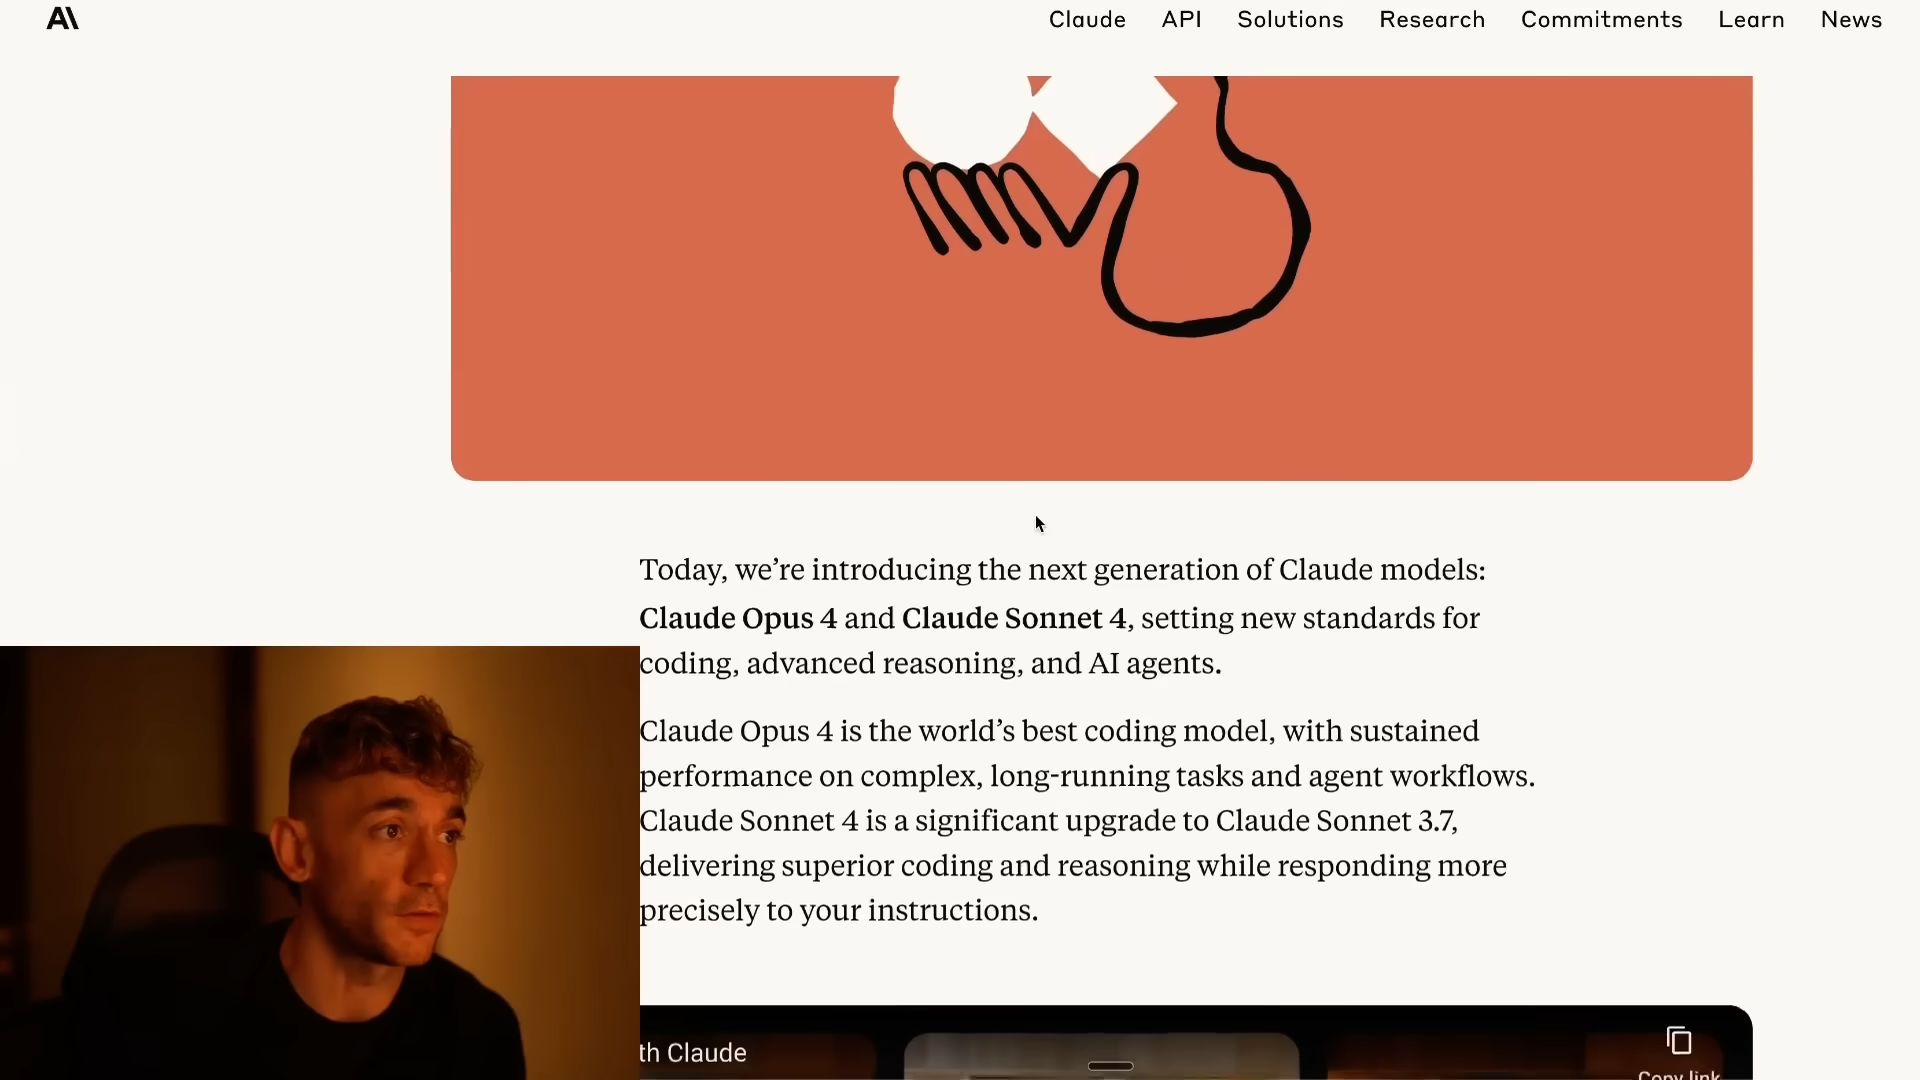 Claude API Solutions Research Commitments Learn News
Today, we’re introducing the next generation of Claude models:
Claude Opus 4 and Claude Sonnet 4, setting new standards for
coding, advanced reasoning, and AI agents.
Claude Opus 4 is the world’s best coding model, with sustained
performance on complex, long-running tasks and agent workflows.
Claude Sonnet 4 is a significant upgrade to Claude Sonnet 3.7,
delivering superior coding and reasoning while responding more
precisely to your instructions.
th Claude
Copy link